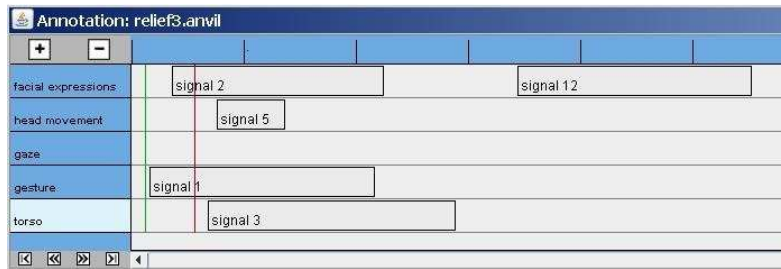 Annotation: relief3.anvil
+ -
facial expressions signal 2 signal 12
head movement signal 5
gaze
gesture signal 1
torso signal 3